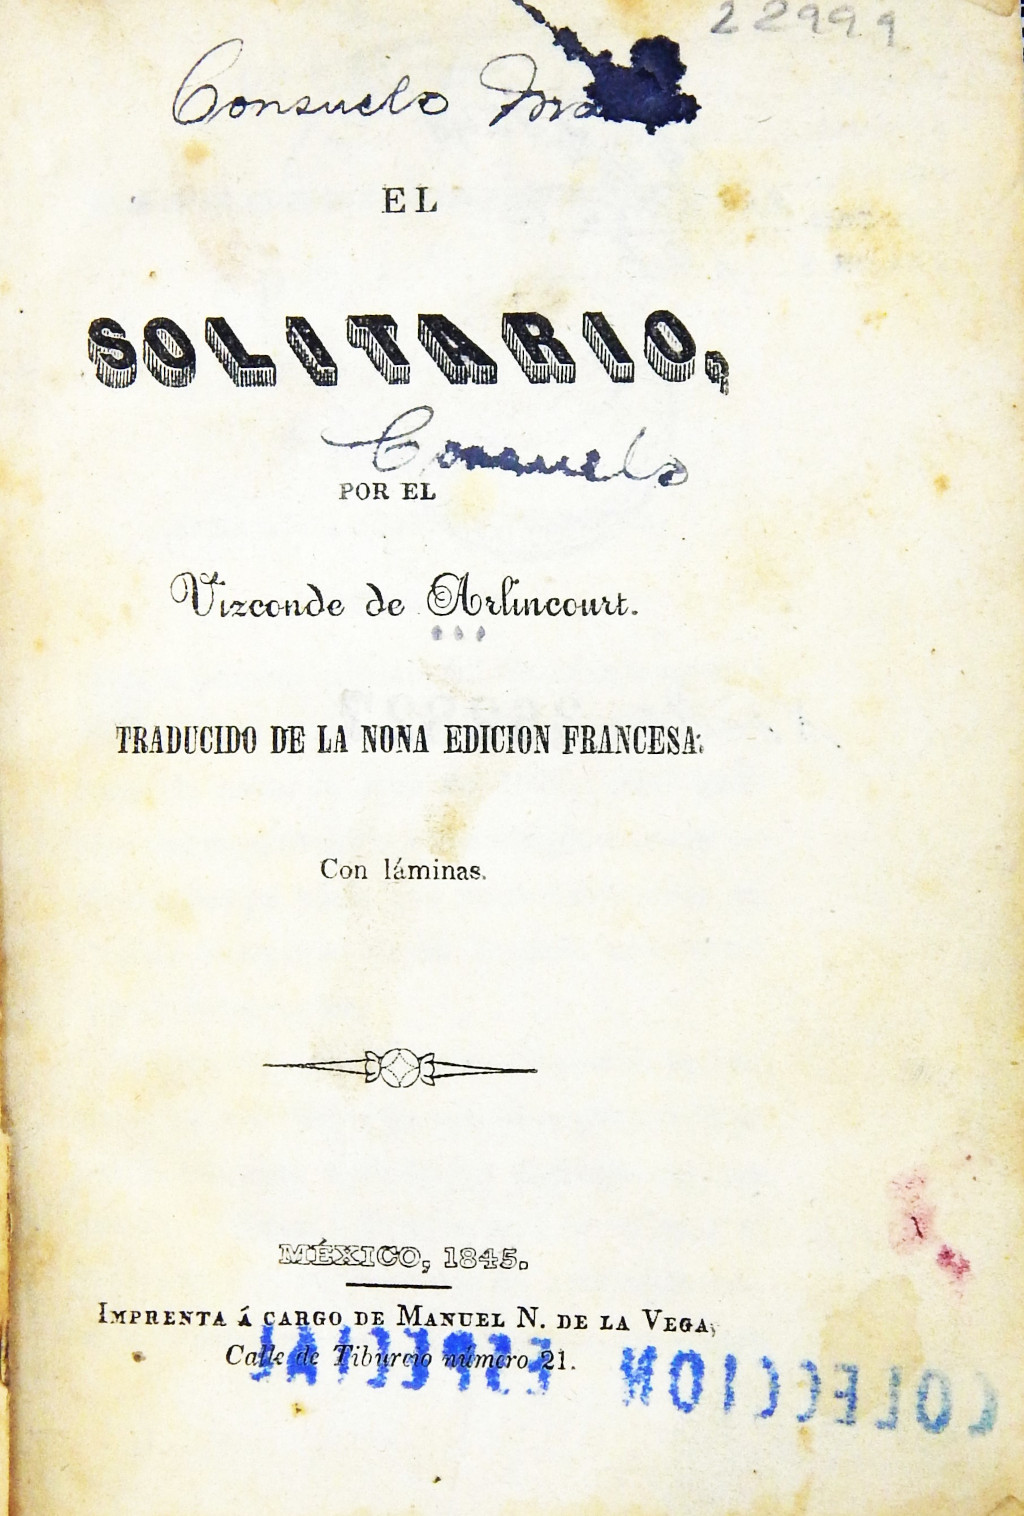 22999
Consuelo
EL
SOLITARIO,
Consuelo
POR EL
Vizconde de Arlincourt.
TRADUCIDO DE LA NONA EDICION FRANCESA.
Con láminas.
MÉXICO, 1845.
IMPRENTA Á CARGO DE MANUEL N. DE LA VEGA,
Calle de Tiburcio número 21.
COLECCION ESPECIAL